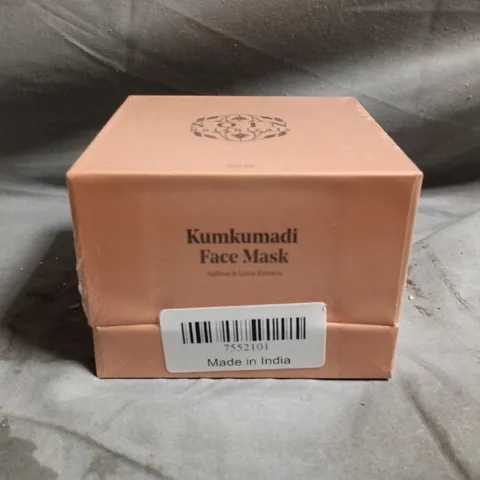 Kumkumadi
Face Mask
Saffron & Lotus Extracts
7552101
Made in India